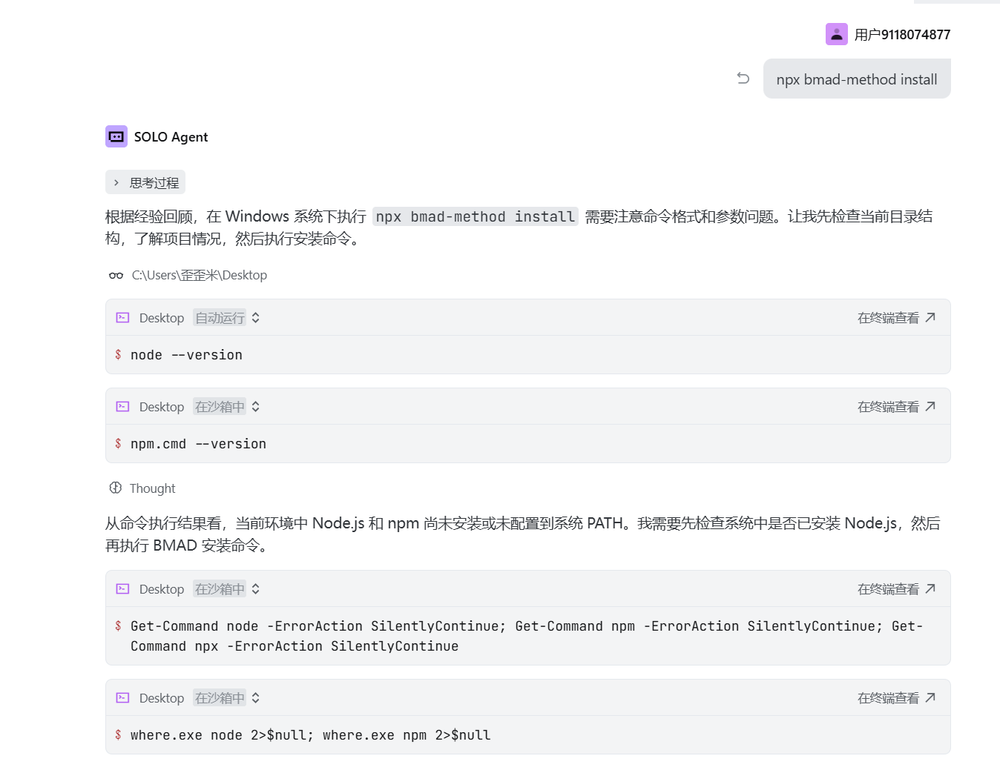 用户9118074877
npx bmad-method install
SOLO Agent
思考过程
根据经验回顾，在 Windows 系统下执行 npx bmad-method install 需要注意命令格式和参数问题。让我先检查当前目录结
构，了解项目情况，然后执行安装命令。
C:\Users\歪歪米\Desktop
Desktop 自动运行 在终端查看
$ node --version
Desktop 在沙箱中 在终端查看
$ npm.cmd --version
Thought
从命令执行结果看，当前环境中 Node.js 和 npm 尚未安装或未配置到系统 PATH。我需要先检查系统中是否已安装 Node.js，然后
再执行 BMAD 安装命令。
Desktop 在沙箱中 在终端查看
$ Get-Command node -ErrorAction SilentlyContinue; Get-Command npm -ErrorAction SilentlyContinue; Get-
Command npx -ErrorAction SilentlyContinue
Desktop 在沙箱中 在终端查看
$ where.exe node 2>$null; where.exe npm 2>$null